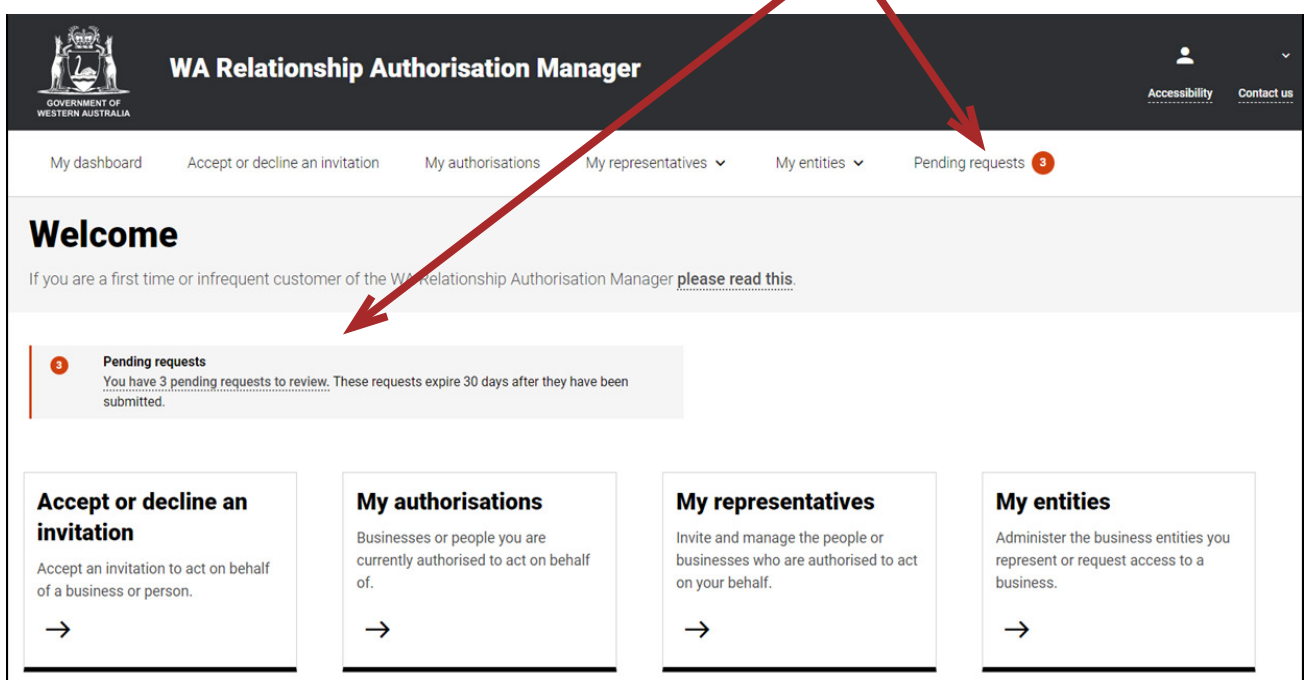 GOVERNMENT OF
WESTERN AUSTRALIA
WA Relationship Authorisation Manager
Accessibility
Contact us
My dashboard
Accept or decline an invitation
My authorisations
My representatives
My entities
Pending requests 3
Welcome
If you are a first time or infrequent customer of the WA Relationship Authorisation Manager please read this.
3
Pending requests
You have 3 pending requests to review. These requests expire 30 days after they have been
submitted.
Accept or decline an
invitation
Accept an invitation to act on behalf
of a business or person.
My authorisations
Businesses or people you are
currently authorised to act on behalf
of.
My representatives
Invite and manage the people or
businesses who are authorised to act
on your behalf.
My entities
Administer the business entities you
represent or request access to a
business.